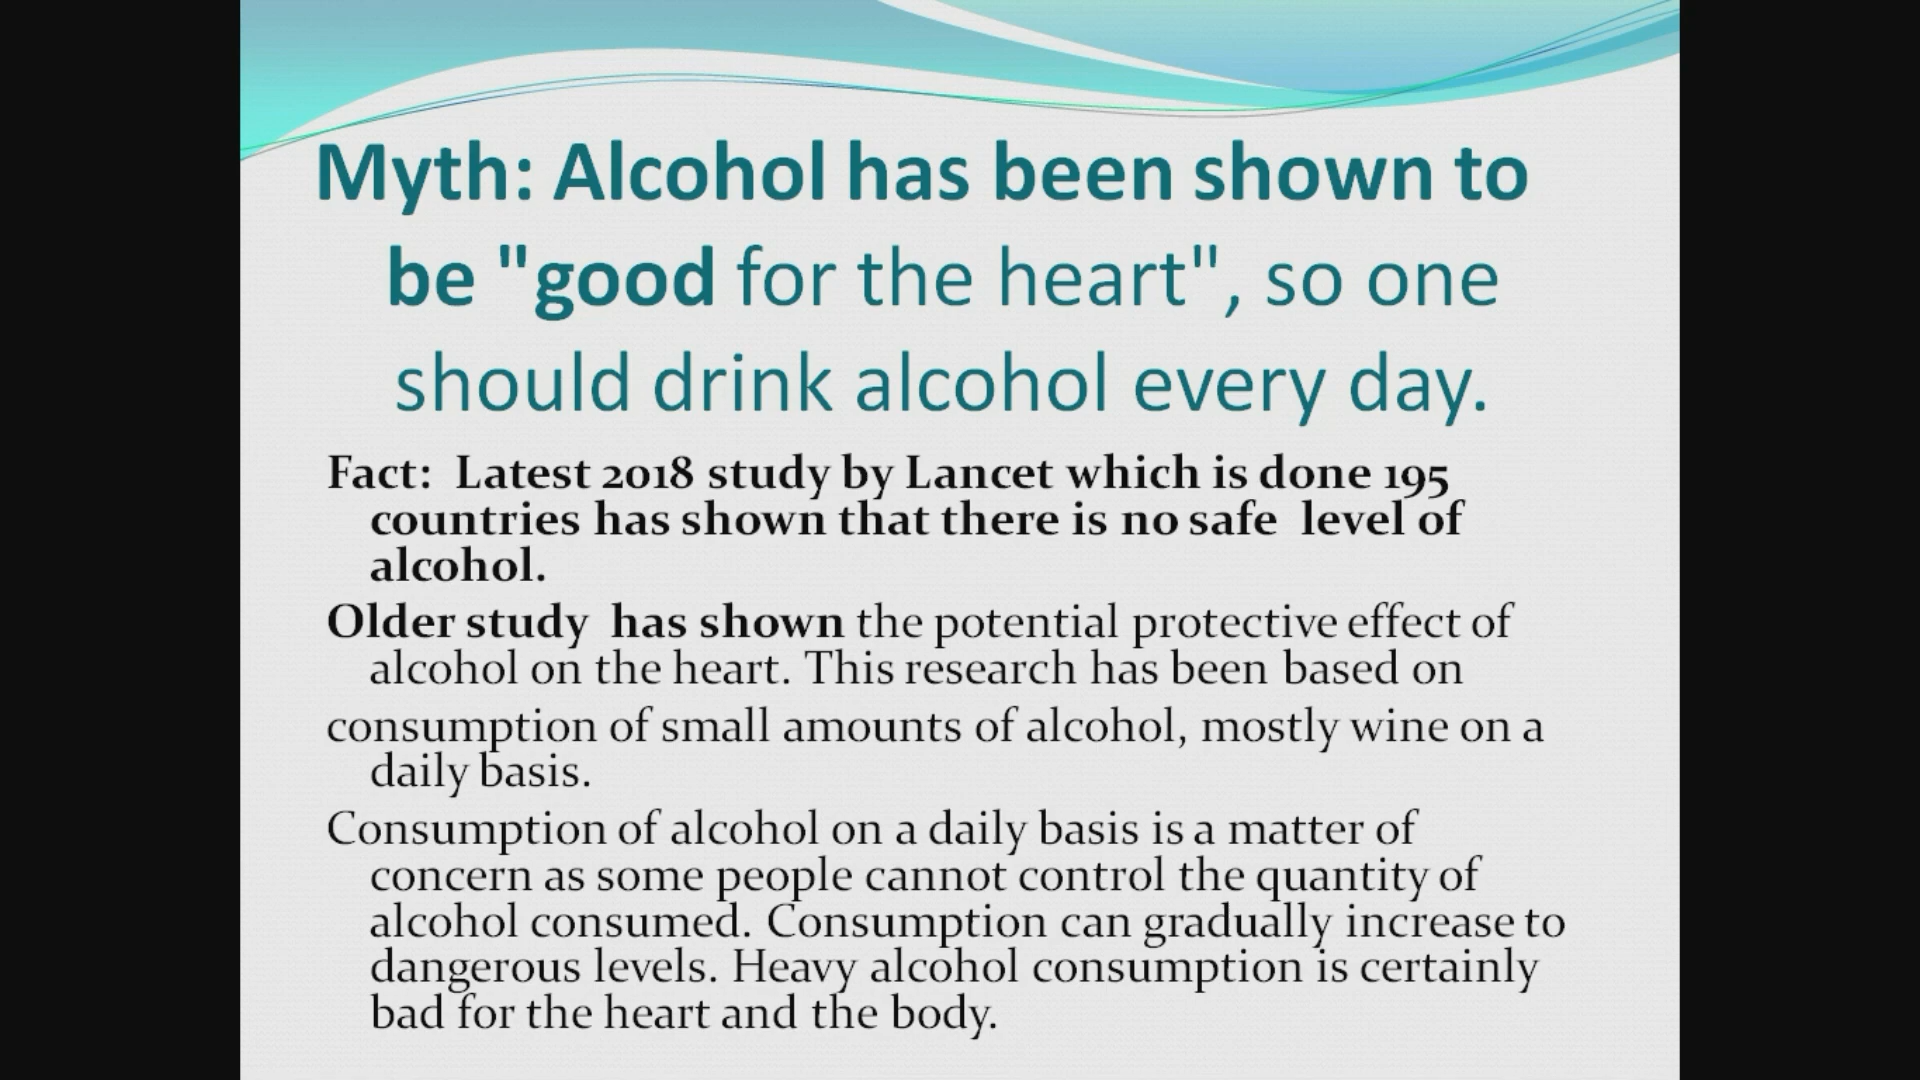 Myth: Alcohol has been shown to
be "good for the heart", so one
should drink alcohol every day.
Fact: Latest 2018 study by Lancet which is done 195
countries has shown that there is no safe level of
alcohol.
Older study has shown the potential protective effect of
alcohol on the heart. This research has been based on
consumption of small amounts of alcohol, mostly wine on a
daily basis.
Consumption of alcohol on a daily basis is a matter of
concern as some people cannot control the quantity of
alcohol consumed. Consumption can gradually increase to
dangerous levels. Heavy alcohol consumption is certainly
bad for the heart and the body.